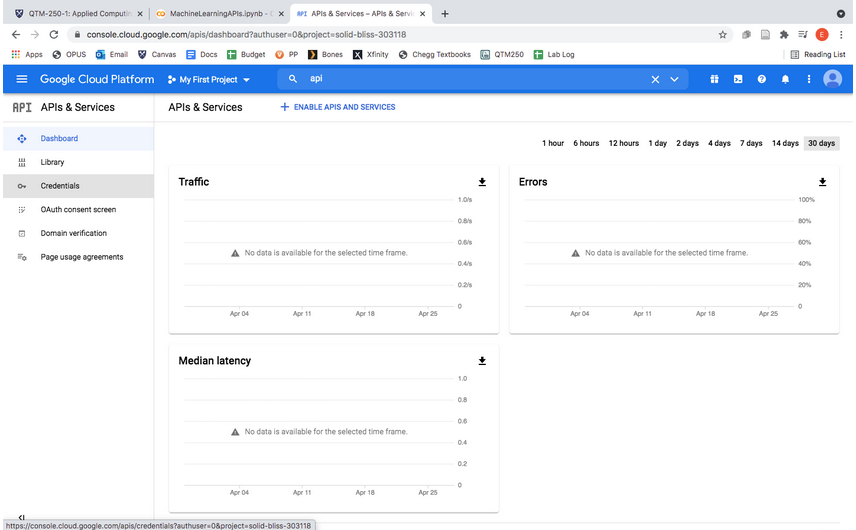 QTM-250-1: Applied Computin
MachineLearningAPIs.ipynb - C
API APIs & Services – APIs & Servi
console.cloud.google.com/apis/dashboard?authuser=0&project=solid-bliss-303118
E
Apps OPUS Email Canvas Docs Budget PP Bones Xfinity Chegg Textbooks QTM250 Lab Log Reading List
Google Cloud Platform My First Project api
API APIs & Services
APIs & Services ENABLE APIS AND SERVICES
Dashboard
Library
Credentials
OAuth consent screen
Domain verification
Page usage agreements
1 hour 6 hours 12 hours 1 day 2 days 4 days 7 days 14 days 30 days
Traffic
1.0/s
0.8/s
0.6/s
No data is available for the selected time frame.
0.4/s
0.2/s
0
Apr 04 Apr 11 Apr 18 Apr 25
Errors
100%
80%
60%
No data is available for the selected time frame.
40%
20%
0
Apr 04 Apr 11 Apr 18 Apr 25
Median latency
1.0
0.8
0.6
No data is available for the selected time frame.
0.4
0.2
0
Apr 04 Apr 11 Apr 18 Apr 25
https://console.cloud.google.com/apis/credentials?authuser=0&project=solid-bliss-303118